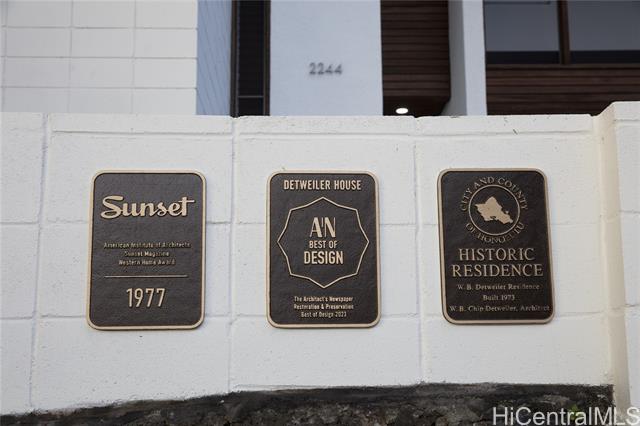 2244
Sunset
American Institute of Architects
Sunset Magazine
Western Home Award
1977
DETWEILER HOUSE
A|N
BEST OF
DESIGN
The Architect's Newspaper
Restoration & Preservation
Best of Design 2023
CITY AND COUNTY
OF HONOLULU
HISTORIC
RESIDENCE
W. B. Detweiler Residence
Built 1973
W. B. Chip Detweiler, Architect
HiCentralMLS